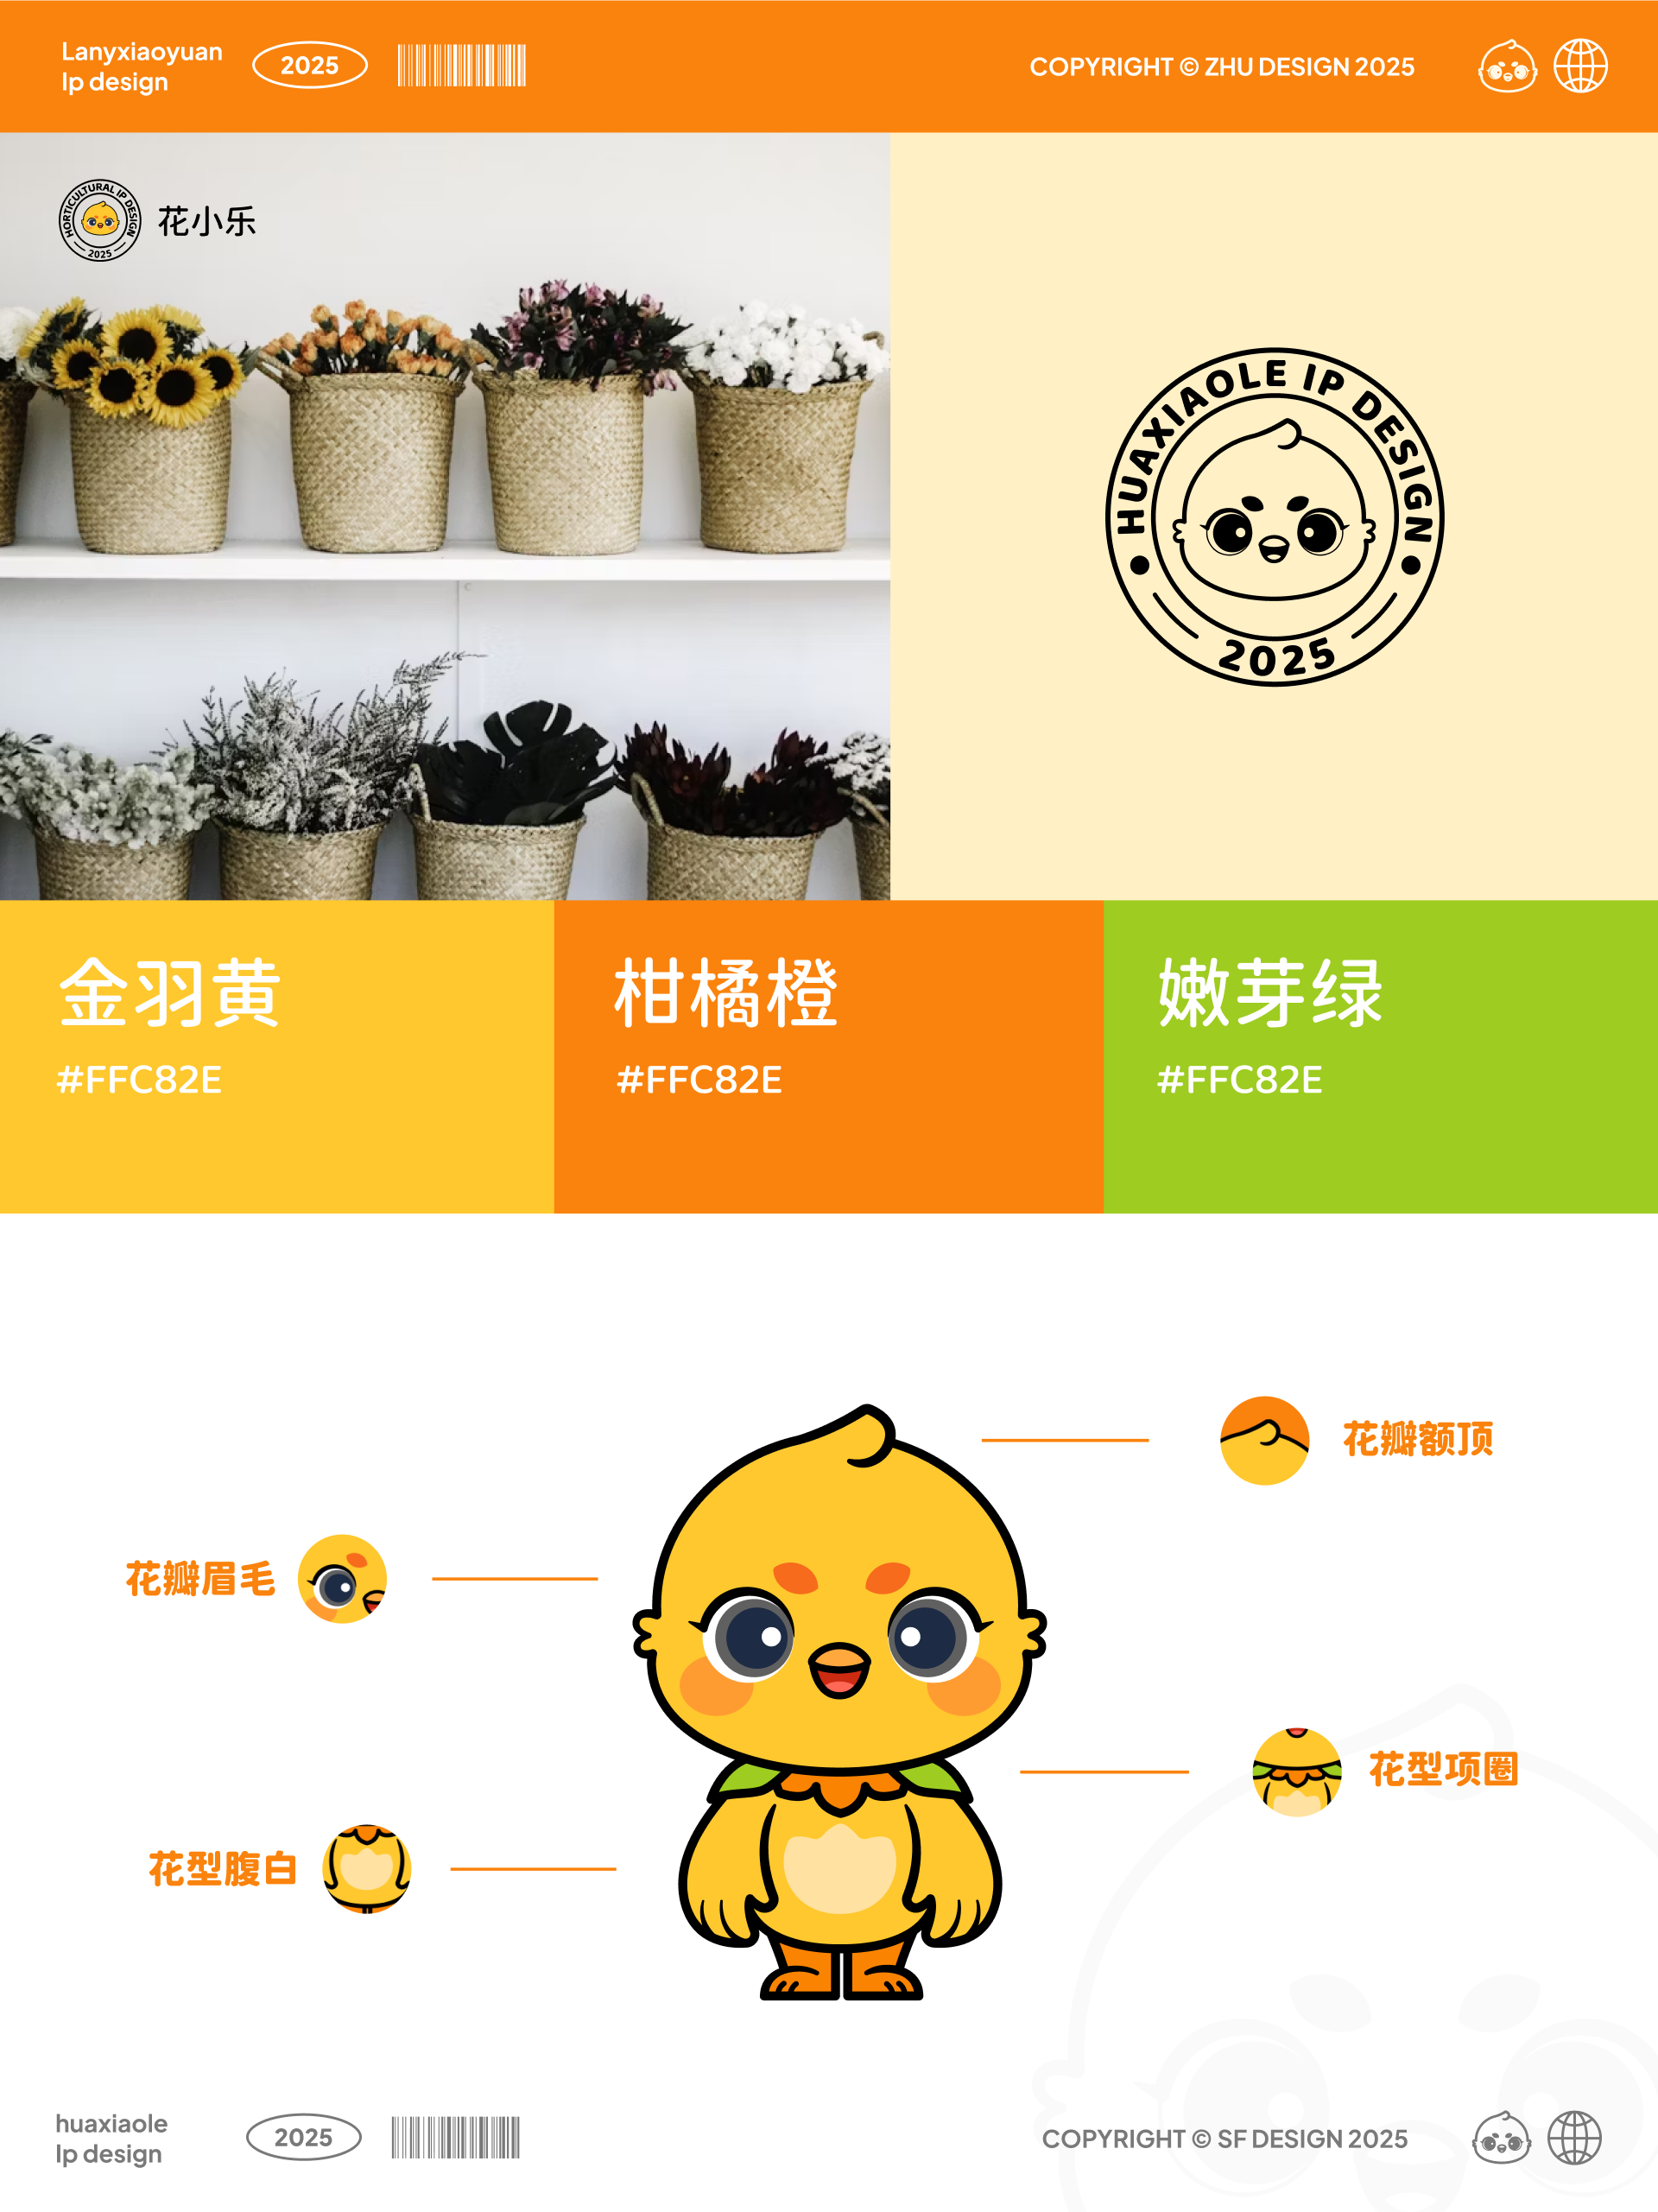 Lanyxiaoyuan
Ip design
2025
COPYRIGHT © ZHU DESIGN 2025
HORTICULTURAL IP DESIGN
2025
花小乐
HUAXIAOLE IP DESIGN
2025
金羽黄
#FFC82E
柑橘橙
#FFC82E
嫩芽绿
#FFC82E
花瓣额顶
花瓣眉毛
花型项圈
花型腹白
huaxiaole
Ip design
2025
COPYRIGHT © SF DESIGN 2025